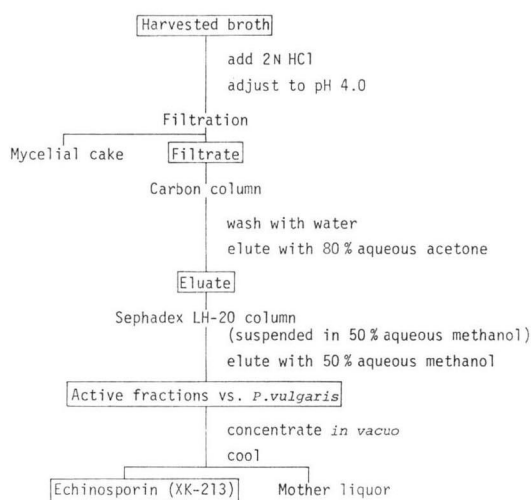 Harvested broth
add 2N HCl
adjust to pH 4.0
Filtration
Mycelial cake
Filtrate
Carbon column
wash with water
elute with 80% aqueous acetone
Eluate
Sephadex LH-20 column
(suspended in 50% aqueous methanol)
elute with 50% aqueous methanol
Active fractions vs. P.vulgaris
concentrate in vacuo
cool
Echinosporin (XK-213)
Mother liquor